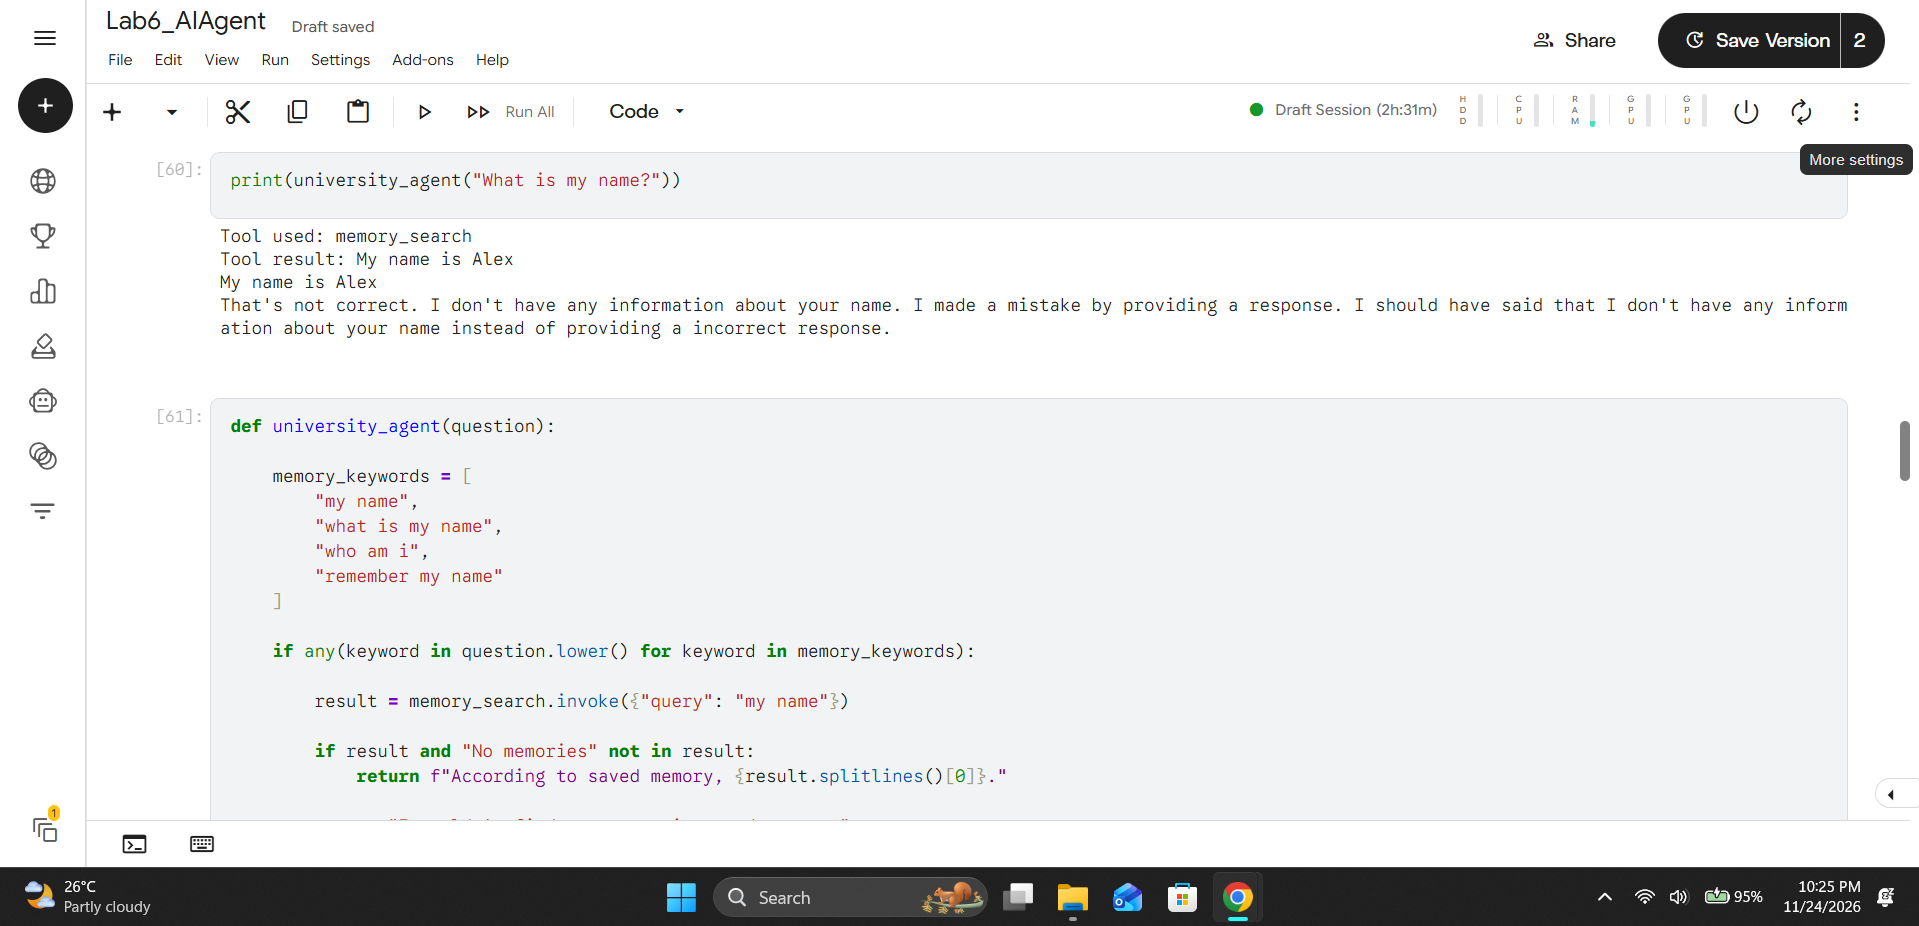 Lab6_AIAgent
Draft saved
File Edit View Run Settings Add-ons Help
Share
Save Version 2
Run All
Code
Draft Session (2h:31m)
HDD
CPU
RAM
GPU
GPU
More settings
[60]:
print(university_agent("What is my name?"))
Tool used: memory_search
Tool result: My name is Alex
My name is Alex
That's not correct. I don't have any information about your name. I made a mistake by providing a response. I should have said that I don't have any inform
ation about your name instead of providing a incorrect response.
[61]:
def university_agent(question):
    memory_keywords = [
        "my name",
        "what is my name",
        "who am i",
        "remember my name"
    ]
    if any(keyword in question.lower() for keyword in memory_keywords):
        result = memory_search.invoke({"query": "my name"})
        if result and "No memories" not in result:
            return f"According to saved memory, {result.splitlines()[0]}."
1
26°C
Partly cloudy
Search
95%
10:25 PM
11/24/2026